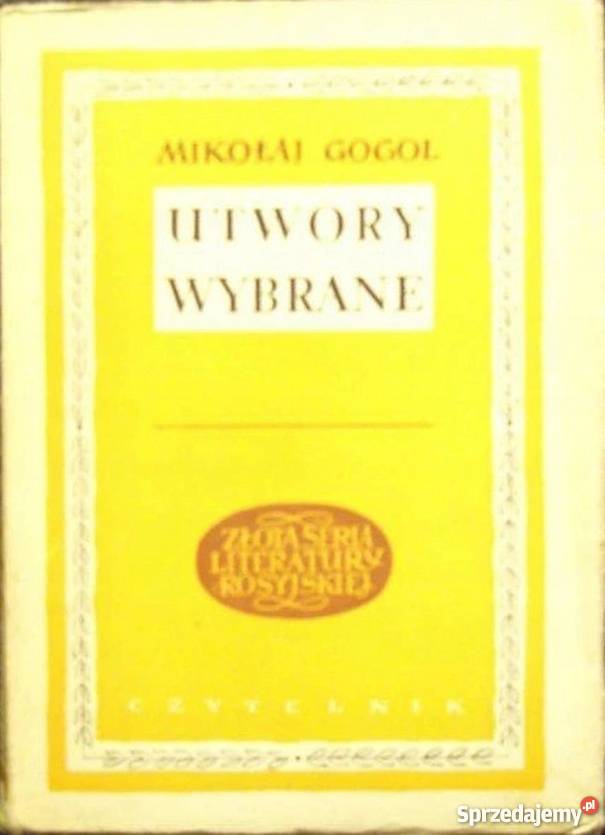 MIKOŁAJ GOGOL
UTWORY
WYBRANE
ZŁOTA SERIA
LITERATURY
ROSYJSKIEJ
CZYTELNIK
Sprzedajemy.pl